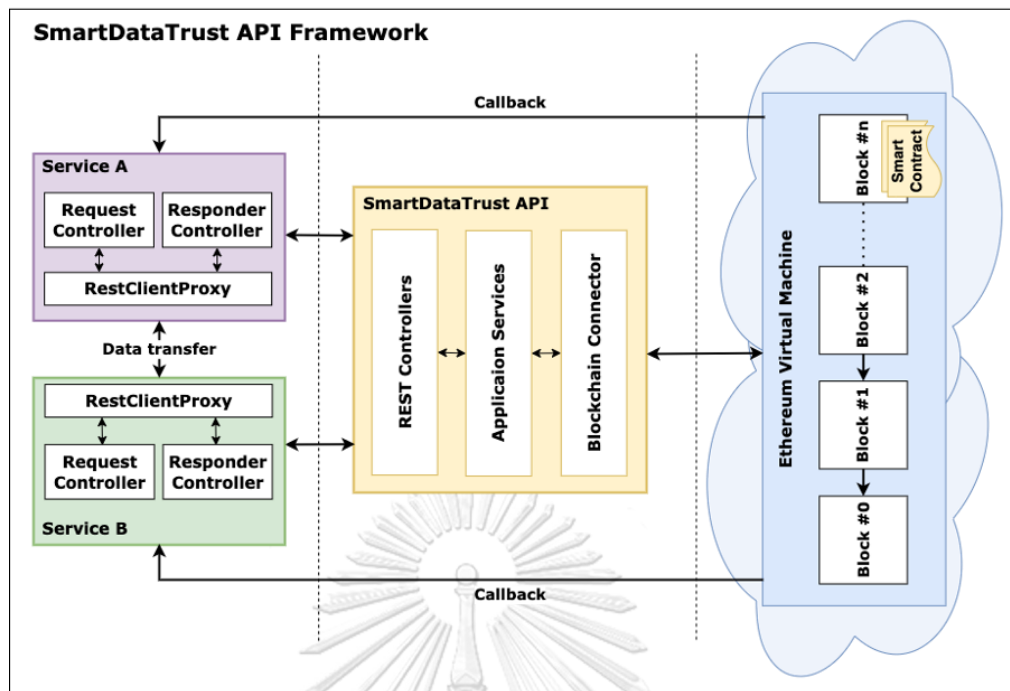 SmartDataTrust API Framework
Callback
Service A
Request
Controller
Responder
Controller
RestClientProxy
Data transfer
RestClientProxy
Request
Controller
Responder
Controller
Service B
SmartDataTrust API
REST Controllers
Applicaion Services
Blockchain Connector
Ethereum Virtual Machine
Block #n
Smart
Contract
Block #2
Block #1
Block #0
Callback